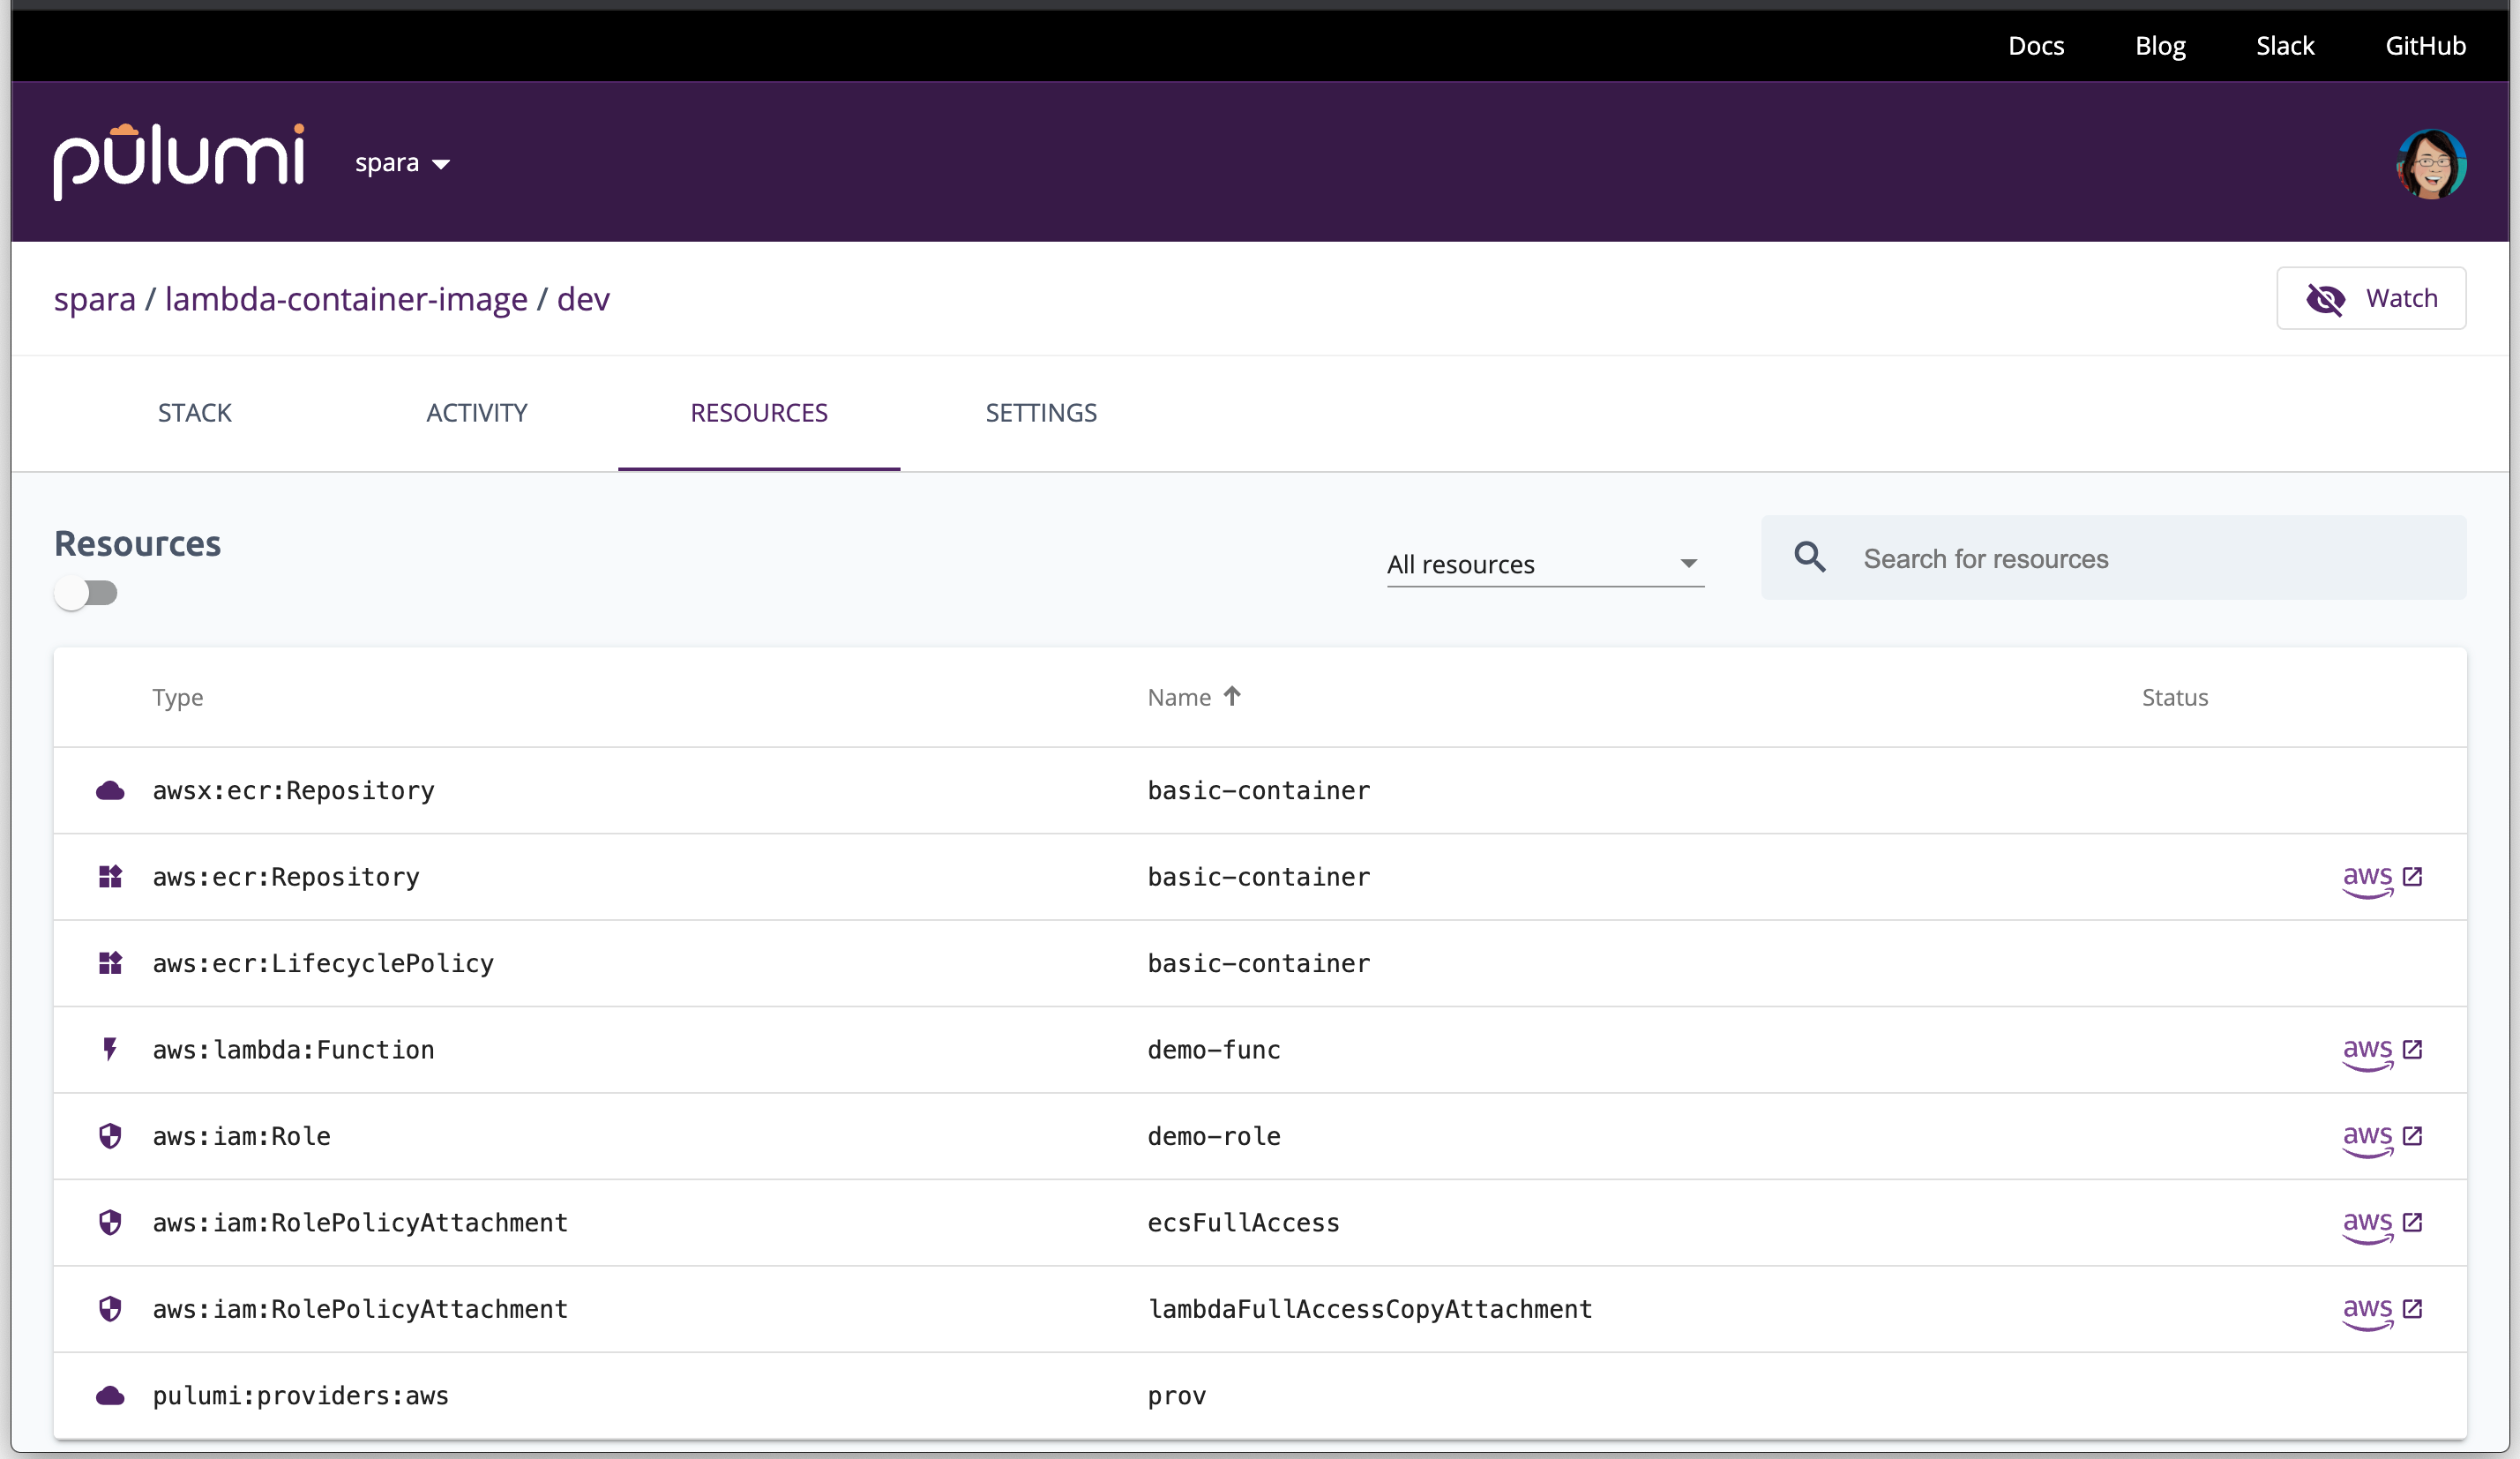 Docs Blog Slack GitHub
pulumi spara
spara / lambda-container-image / dev Watch
STACK ACTIVITY RESOURCES SETTINGS
Resources
All resources Search for resources
Type Name Status
awsx:ecr:Repository basic-container
aws:ecr:Repository basic-container aws
aws:ecr:LifecyclePolicy basic-container
aws:lambda:Function demo-func aws
aws:iam:Role demo-role aws
aws:iam:RolePolicyAttachment ecsFullAccess aws
aws:iam:RolePolicyAttachment lambdaFullAccessCopyAttachment aws
pulumi:providers:aws prov